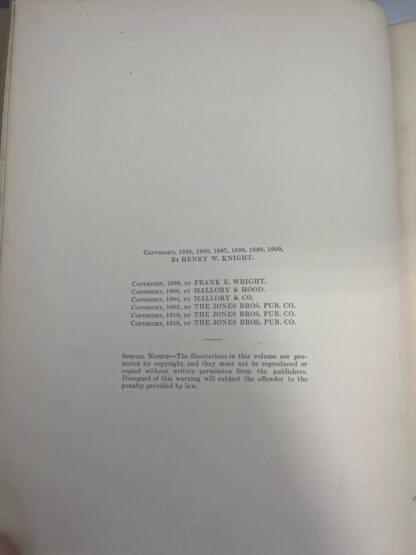 Copyright, 1895, 1896, 1897, 1898, 1899, 1900,
By HENRY W. KNIGHT.
Copyright, 1899, by FRANK E. WRIGHT.
Copyright, 1900, by MALLORY & HOOD.
Copyright, 1904, by MALLORY & CO.
Copyright, 1905, by THE JONES BROS. PUB. CO.
Copyright, 1910, by THE JONES BROS. PUB. CO.
Copyright, 1918, by THE JONES BROS. PUB. CO.
Special Notice—The illustrations in this volume are pro-
tected by copyright, and they must not be reproduced or
copied without written permission from the publishers.
Disregard of this warning will subject the offender to the
penalty provided by law.